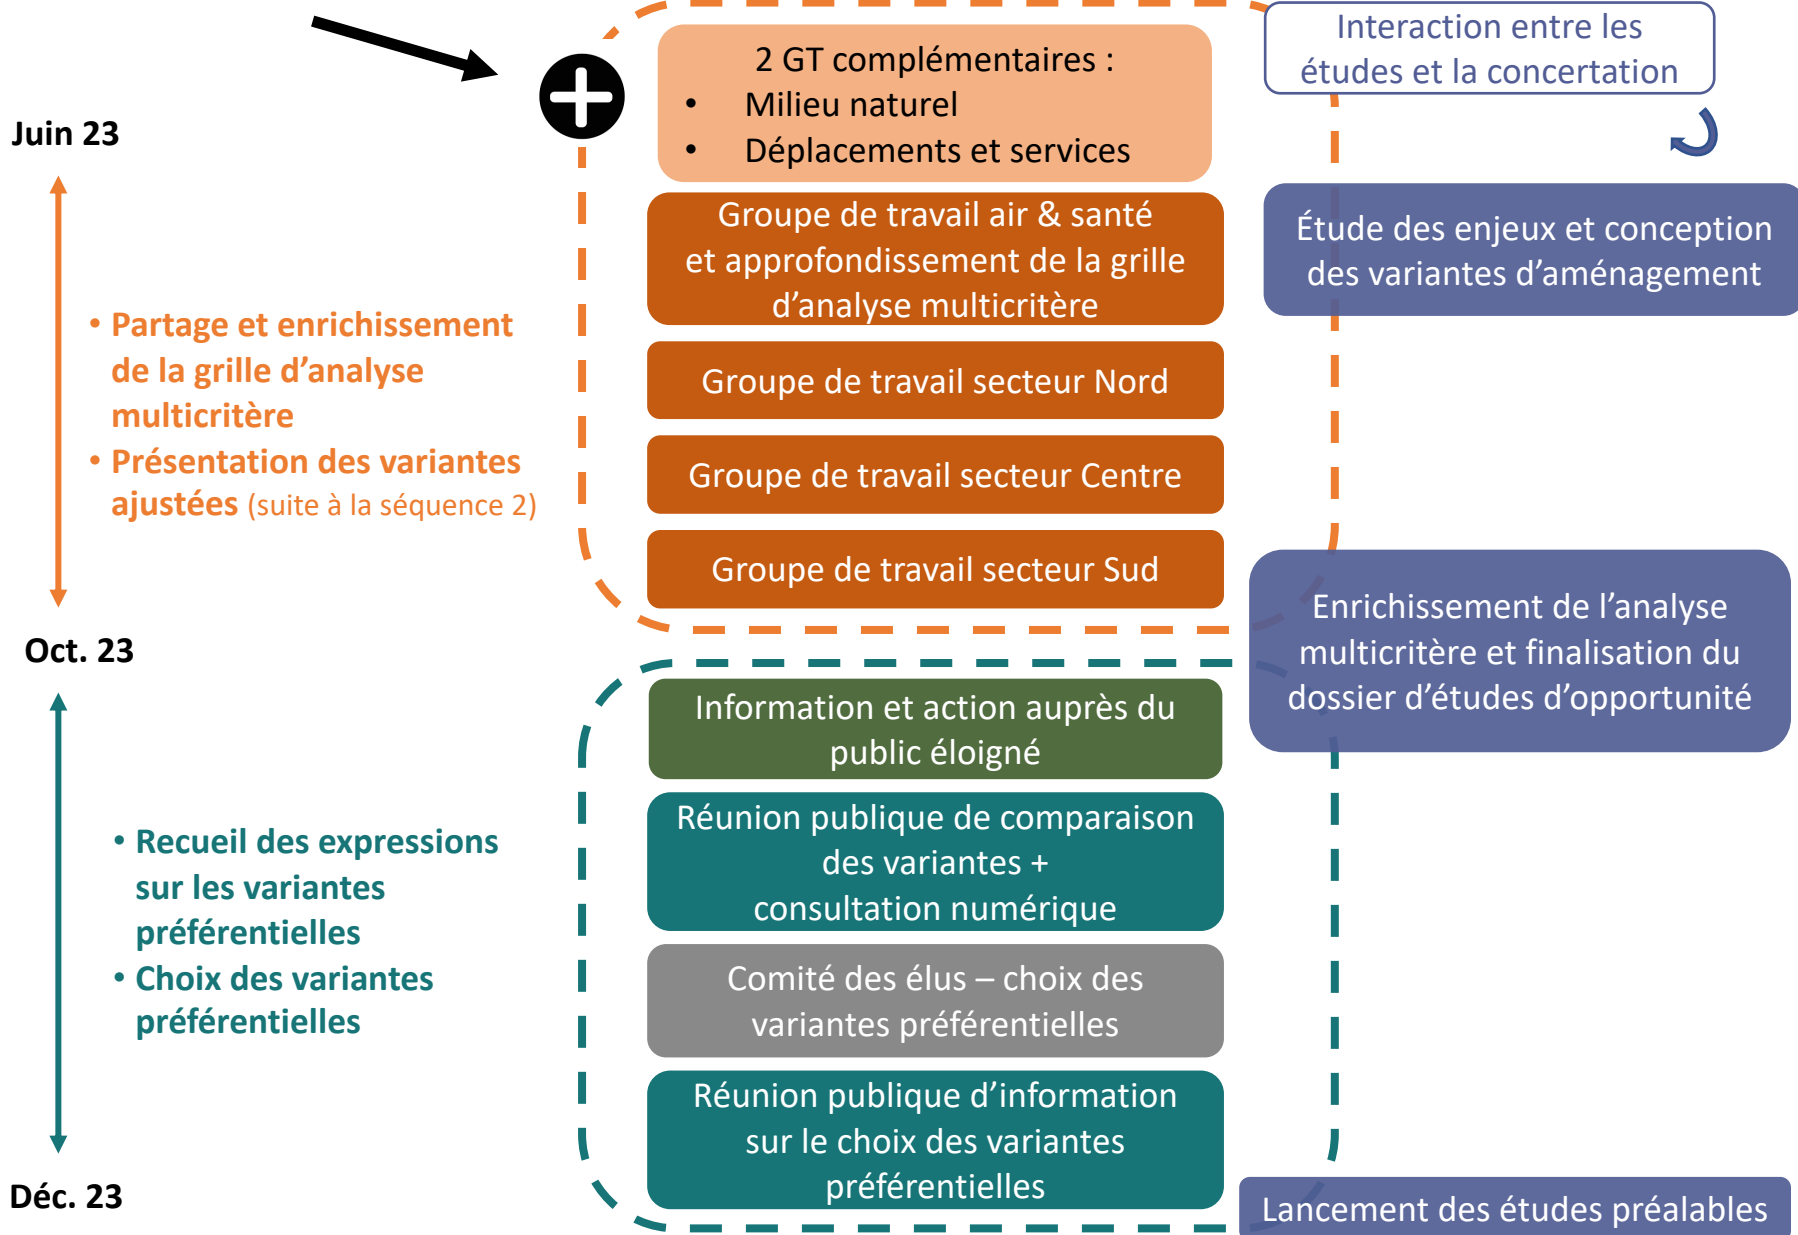 Juin 23
• Partage et enrichissement
de la grille d’analyse
multicritère
• Présentation des variantes
ajustées (suite à la séquence 2)
Oct. 23
• Recueil des expressions
sur les variantes
préférentielles
• Choix des variantes
préférentielles
Déc. 23
2 GT complémentaires :
• Milieu naturel
• Déplacements et services
Groupe de travail air & santé
et approfondissement de la grille
d’analyse multicritère
Groupe de travail secteur Nord
Groupe de travail secteur Centre
Groupe de travail secteur Sud
Information et action auprès du
public éloigné
Réunion publique de comparaison
des variantes +
consultation numérique
Comité des élus – choix des
variantes préférentielles
Réunion publique d’information
sur le choix des variantes
préférentielles
Interaction entre les
études et la concertation
Étude des enjeux et conception
des variantes d’aménagement
Enrichissement de l’analyse
multicritère et finalisation du
dossier d’études d’opportunité
Lancement des études préalables